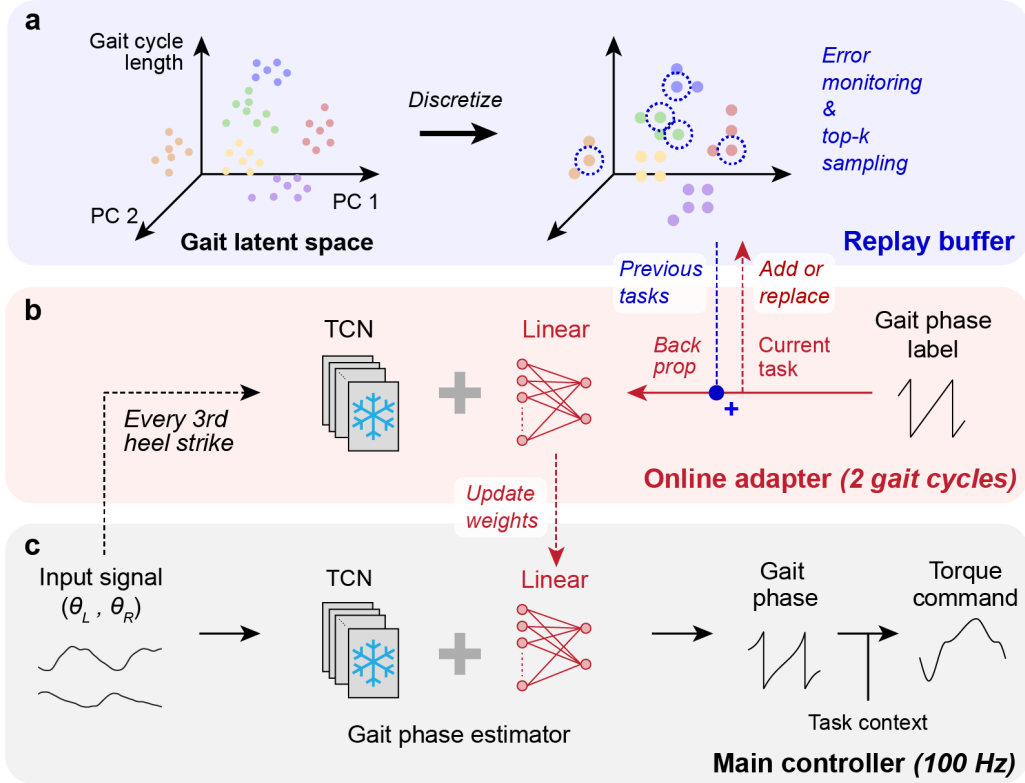 a
Gait cycle
length
PC 2
PC 1
Gait latent space
Discretize
Error
monitoring
&
top-k
sampling
Replay buffer
Previous
tasks
Add or
replace
b
TCN
Linear
Back
prop
Current
task
Gait phase
label
+
Every 3rd
heel strike
Online adapter (2 gait cycles)
Update
weights
c
Input signal
(θL , θR)
TCN
Linear
Gait
phase
Torque
command
Gait phase estimator
Task context
Main controller (100 Hz)